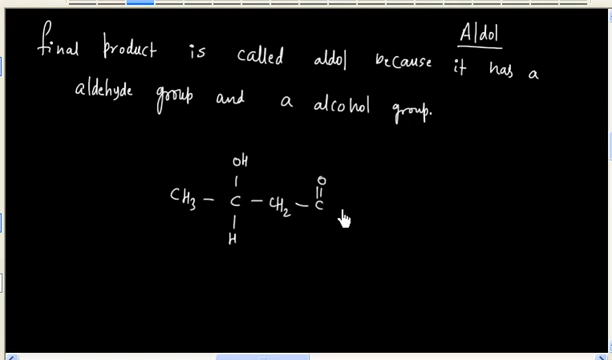 Aldol
final product is called aldol because it has a
aldehyde group and a alcohol group.
OH
O
CH3 - C - CH2 - C
H